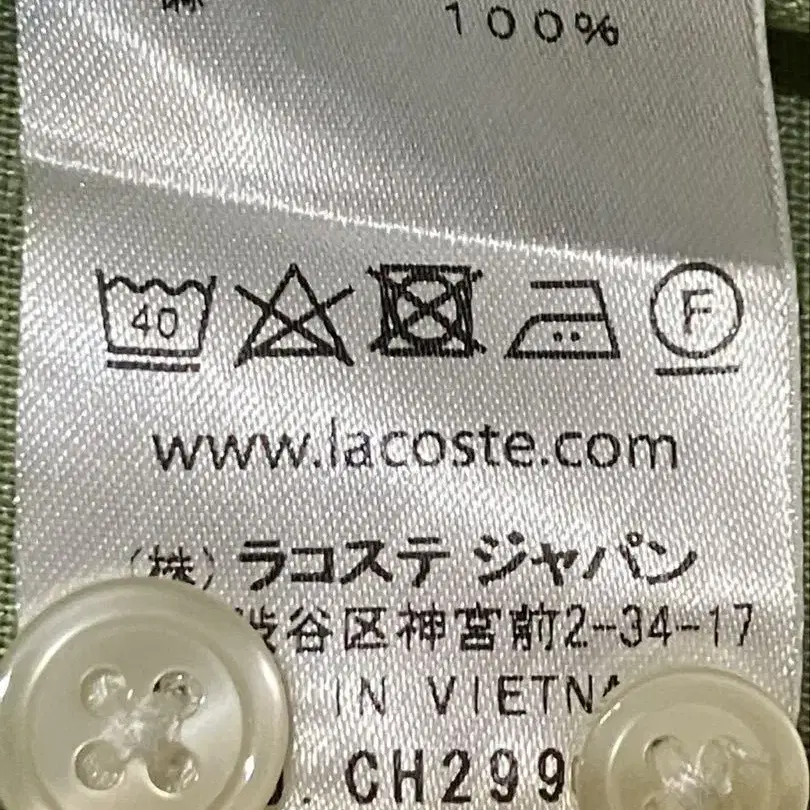 麻 100%
40 F
www.lacoste.com
(株) ラコステ ジャパン
渋谷区神宮前2-34-17
IN VIETNA
. CH299